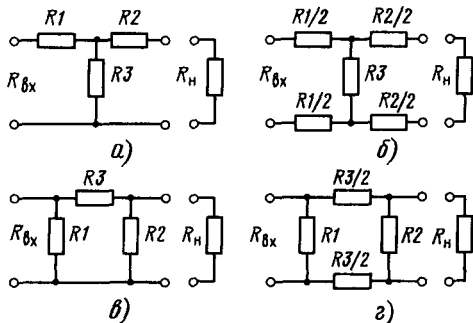 R1 R2 R1/2 R2/2
Rвх R3 Rн Rвх R3 Rн
R1/2 R2/2
а) б)
R3 R3/2
Rвх R1 R2 Rн Rвх R1 R2 Rн
R3/2
в) г)